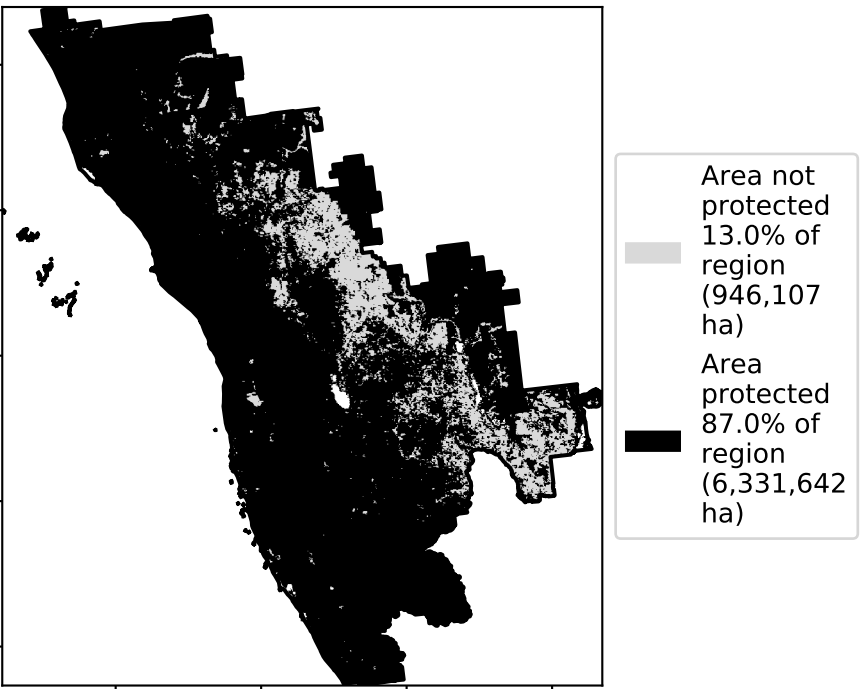 Area not
protected
13.0% of
region
(946,107
ha)
Area
protected
87.0% of
region
(6,331,642
ha)